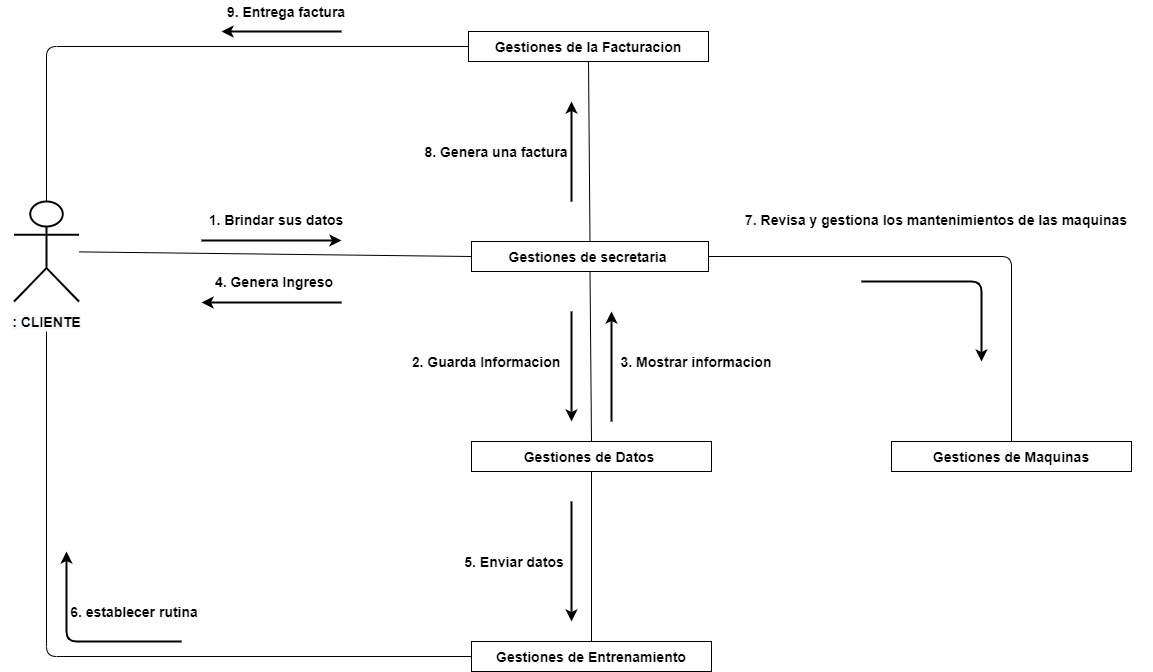 9. Entrega factura
Gestiones de la Facturacion
8. Genera una factura
1. Brindar sus datos
7. Revisa y gestiona los mantenimientos de las maquinas
Gestiones de secretaria
4. Genera Ingreso
: CLIENTE
2. Guarda Informacion
3. Mostrar informacion
Gestiones de Datos
Gestiones de Maquinas
5. Enviar datos
6. establecer rutina
Gestiones de Entrenamiento